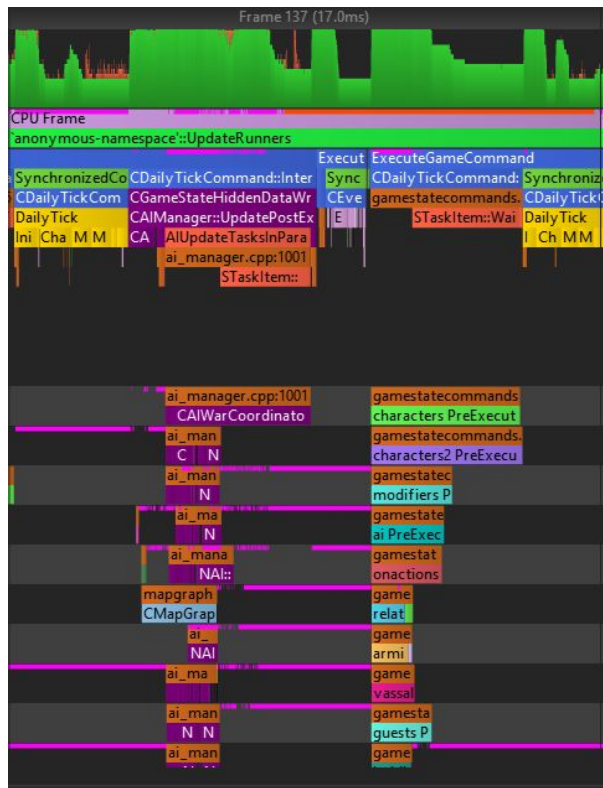 Frame 137 (17.0ms)
CPU Frame
`anonymous-namespace'::UpdateRunners
Execut ExecuteGameCommand
SynchronizedCo CDailyTickCommand::Inter Sync CDailyTickCommand: Synchroniz
CDailyTickCom CGameStateHiddenDataWr CEve gamestatecommands. CDailyTick
DailyTick CAIManager::UpdatePostEx E STaskItem::Wai DailyTick
Ini Cha M M CA AIUpdateTasksInPara I Ch MM
ai_manager.cpp:1001
STaskItem::
ai_manager.cpp:1001 gamestatecommands
CAIWarCoordinato characters PreExecut
ai_man gamestatecommands.
C N characters2 PreExecu
ai_man gamestatec
N modifiers P
ai_ma gamestate
N ai PreExec
ai_mana gamestat
NAI:: onactions
mapgraph game
CMapGrap relat
ai_ game
NAI armi
ai_ma game
vassal
ai_man gamesta
N N guests P
ai_man game